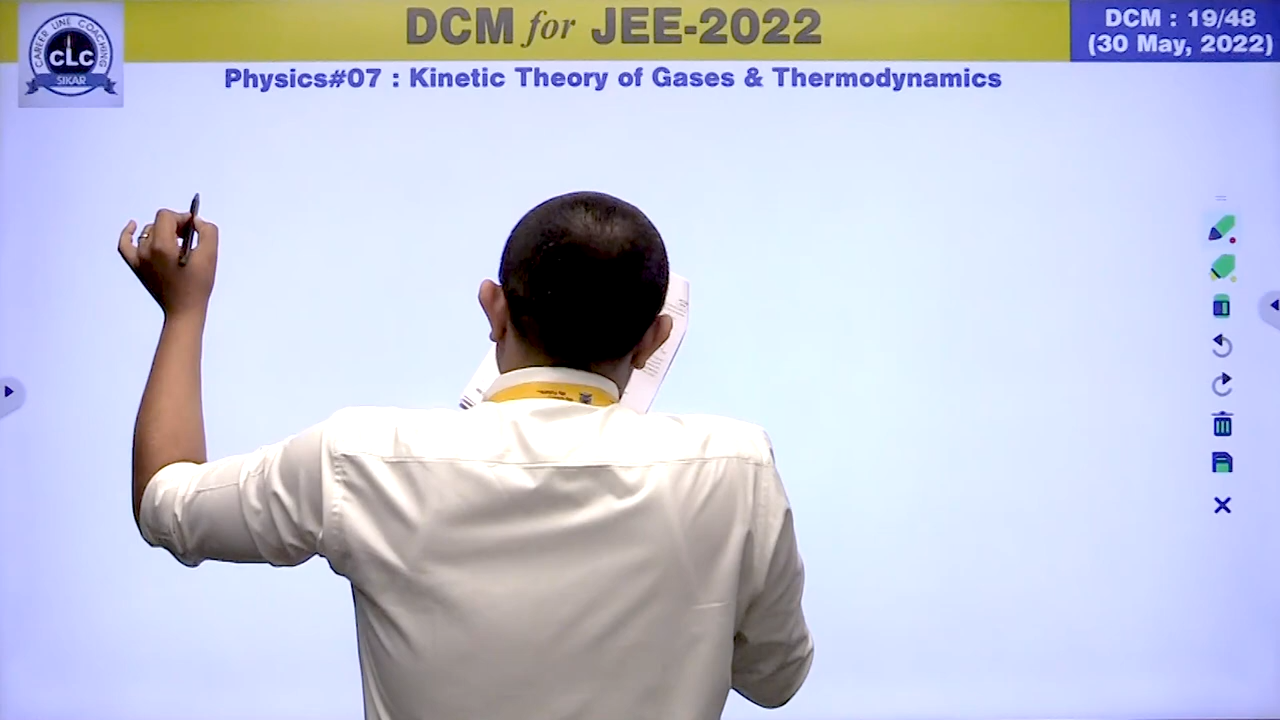 DCM for JEE-2022
DCM : 19/48
(30 May, 2022)
CAREER LINE COACHING
CLC
SIKAR
Physics#07 : Kinetic Theory of Gases & Thermodynamics